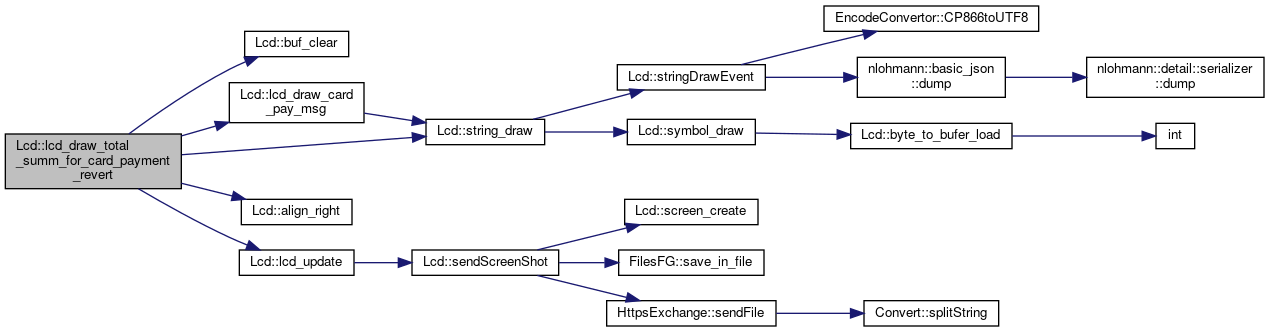 Lcd::lcd_draw_total
_summ_for_card_payment
_revert
Lcd::buf_clear
Lcd::lcd_draw_card
_pay_msg
Lcd::align_right
Lcd::lcd_update
Lcd::string_draw
Lcd::sendScreenShot
Lcd::stringDrawEvent
Lcd::symbol_draw
Lcd::screen_create
FilesFG::save_in_file
HttpsExchange::sendFile
EncodeConvertor::CP866toUTF8
nlohmann::basic_json
::dump
Lcd::byte_to_bufer_load
Convert::splitString
nlohmann::detail::serializer
::dump
int